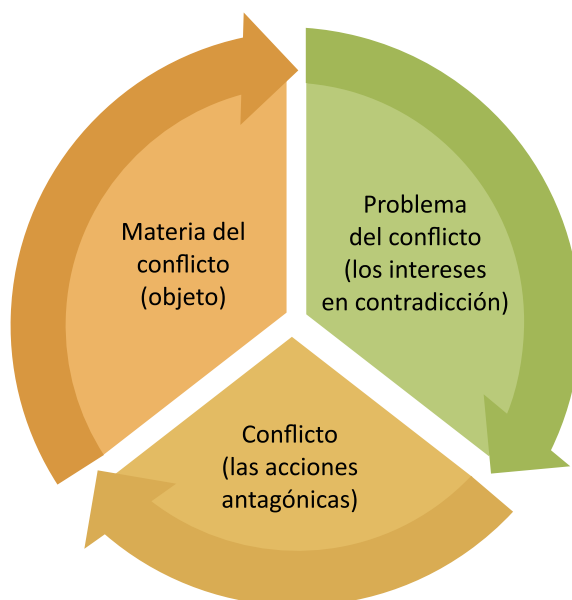 Problema
del conflicto
(los intereses
en contradicción)
Materia del
conflicto
(objeto)
Conflicto
(las acciones
antagónicas)